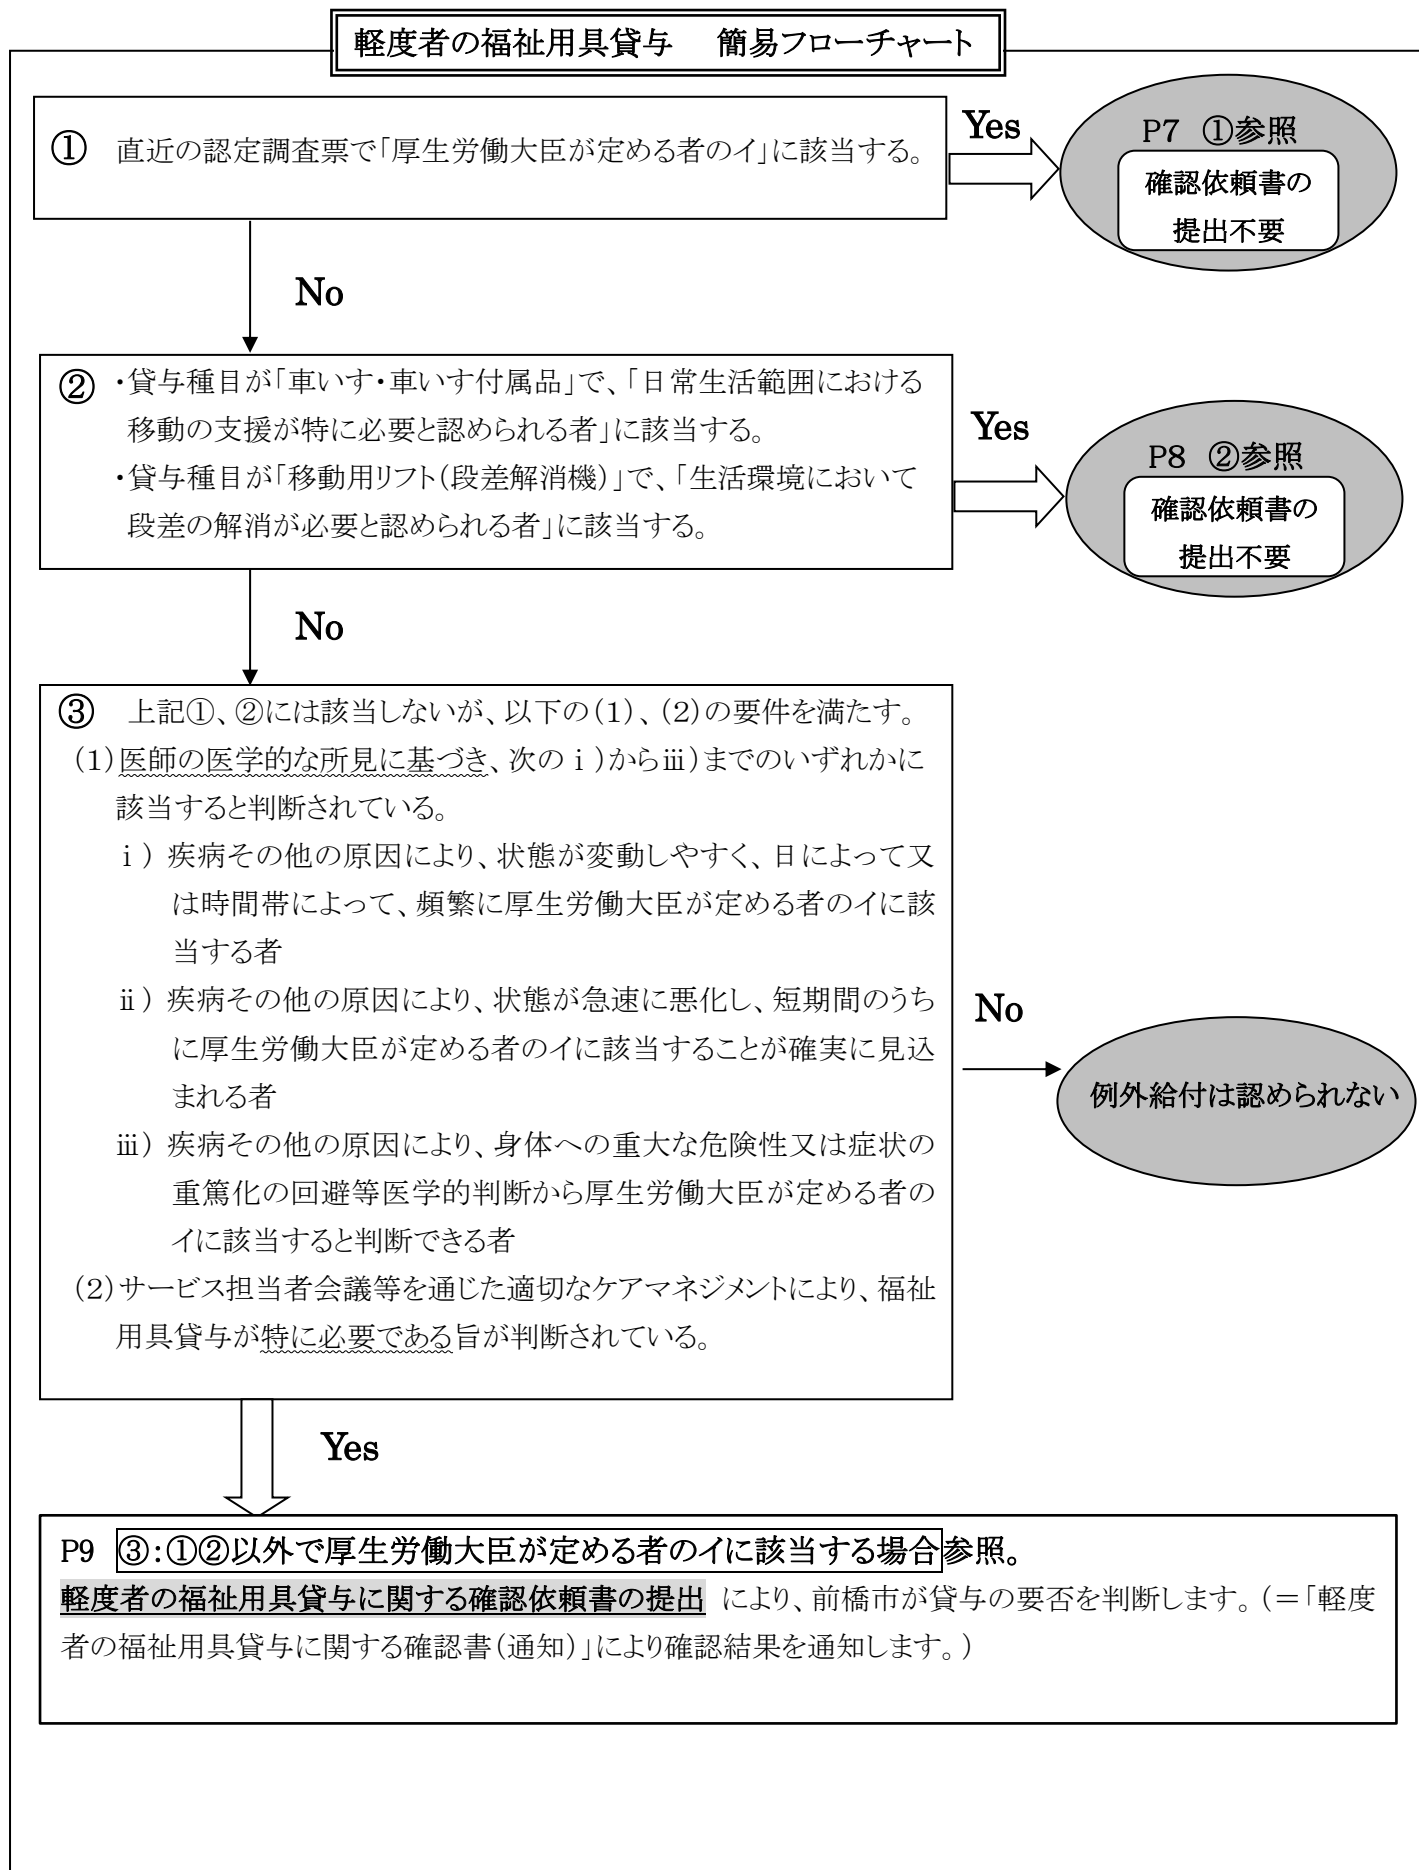 軽度者の福祉用具貸与　簡易フローチャート
① 直近の認定調査票で「厚生労働大臣が定める者のイ」に該当する。
Yes
P7 ①参照
確認依頼書の
提出不要
No
② ・貸与種目が「車いす・車いす付属品」で、「日常生活範囲における
移動の支援が特に必要と認められる者」に該当する。
・貸与種目が「移動用リフト(段差解消機)」で、「生活環境において
段差の解消が必要と認められる者」に該当する。
Yes
P8 ②参照
確認依頼書の
提出不要
No
③ 上記①、②には該当しないが、以下の(1)、(2)の要件を満たす。
(1)医師の医学的な所見に基づき、次のⅰ)からⅲ)までのいずれかに
該当すると判断されている。
ⅰ) 疾病その他の原因により、状態が変動しやすく、日によって又
は時間帯によって、頻繁に厚生労働大臣が定める者のイに該
当する者
ⅱ) 疾病その他の原因により、状態が急速に悪化し、短期間のうち
に厚生労働大臣が定める者のイに該当することが確実に見込
まれる者
ⅲ) 疾病その他の原因により、身体への重大な危険性又は症状の
重篤化の回避等医学的判断から厚生労働大臣が定める者の
イに該当すると判断できる者
(2)サービス担当者会議等を通じた適切なケアマネジメントにより、福祉
用具貸与が特に必要である旨が判断されている。
No
例外給付は認められない
Yes
P9 ③:①②以外で厚生労働大臣が定める者のイに該当する場合参照。
軽度者の福祉用具貸与に関する確認依頼書の提出 により、前橋市が貸与の要否を判断します。(＝「軽度
者の福祉用具貸与に関する確認書(通知)」により確認結果を通知します。)